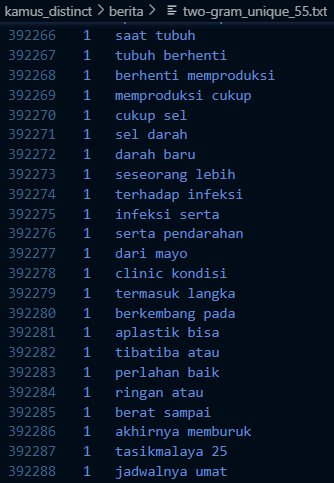 kamus_distinct > berita > two-gram_unique_55.txt
392266 1 saat tubuh
392267 1 tubuh berhenti
392268 1 berhenti memproduksi
392269 1 memproduksi cukup
392270 1 cukup sel
392271 1 sel darah
392272 1 darah baru
392273 1 seseorang lebih
392274 1 terhadap infeksi
392275 1 infeksi serta
392276 1 serta pendarahan
392277 1 dari mayo
392278 1 clinic kondisi
392279 1 termasuk langka
392280 1 berkembang pada
392281 1 aplastik bisa
392282 1 tibatiba atau
392283 1 perlahan baik
392284 1 ringan atau
392285 1 berat sampai
392286 1 akhirnya memburuk
392287 1 tasikmalaya 25
392288 1 jadwalnya umat